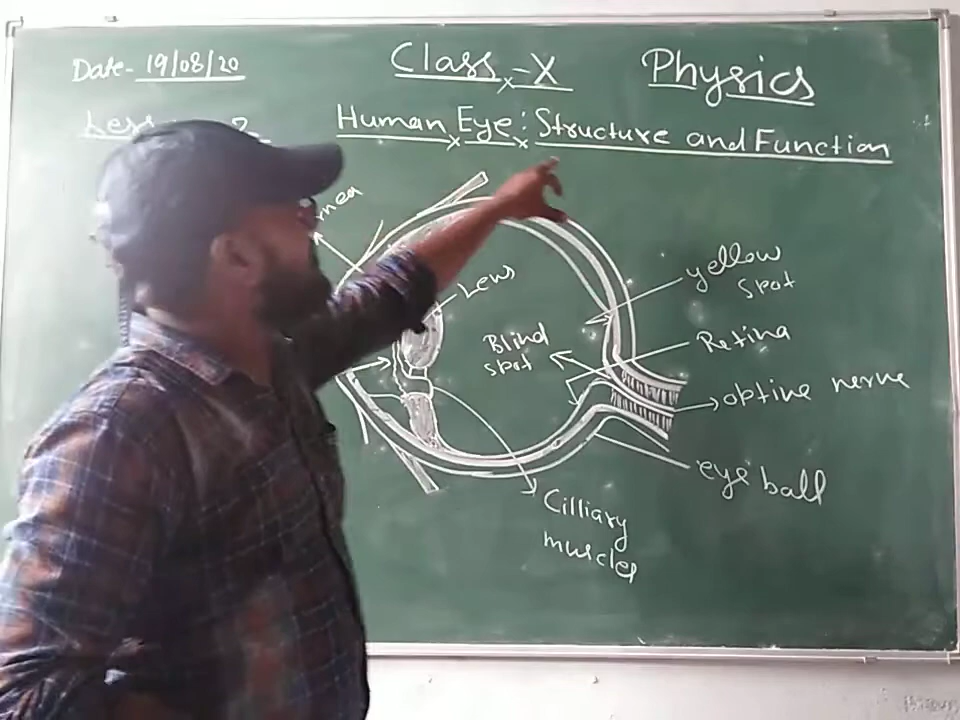 Date- 19/08/20
Class - X
Physics
Human Eye: Structure and Function
Lens
yellow
spot
Blind
spot
Retina
optine nerve
eye ball
Cilliary
muscles